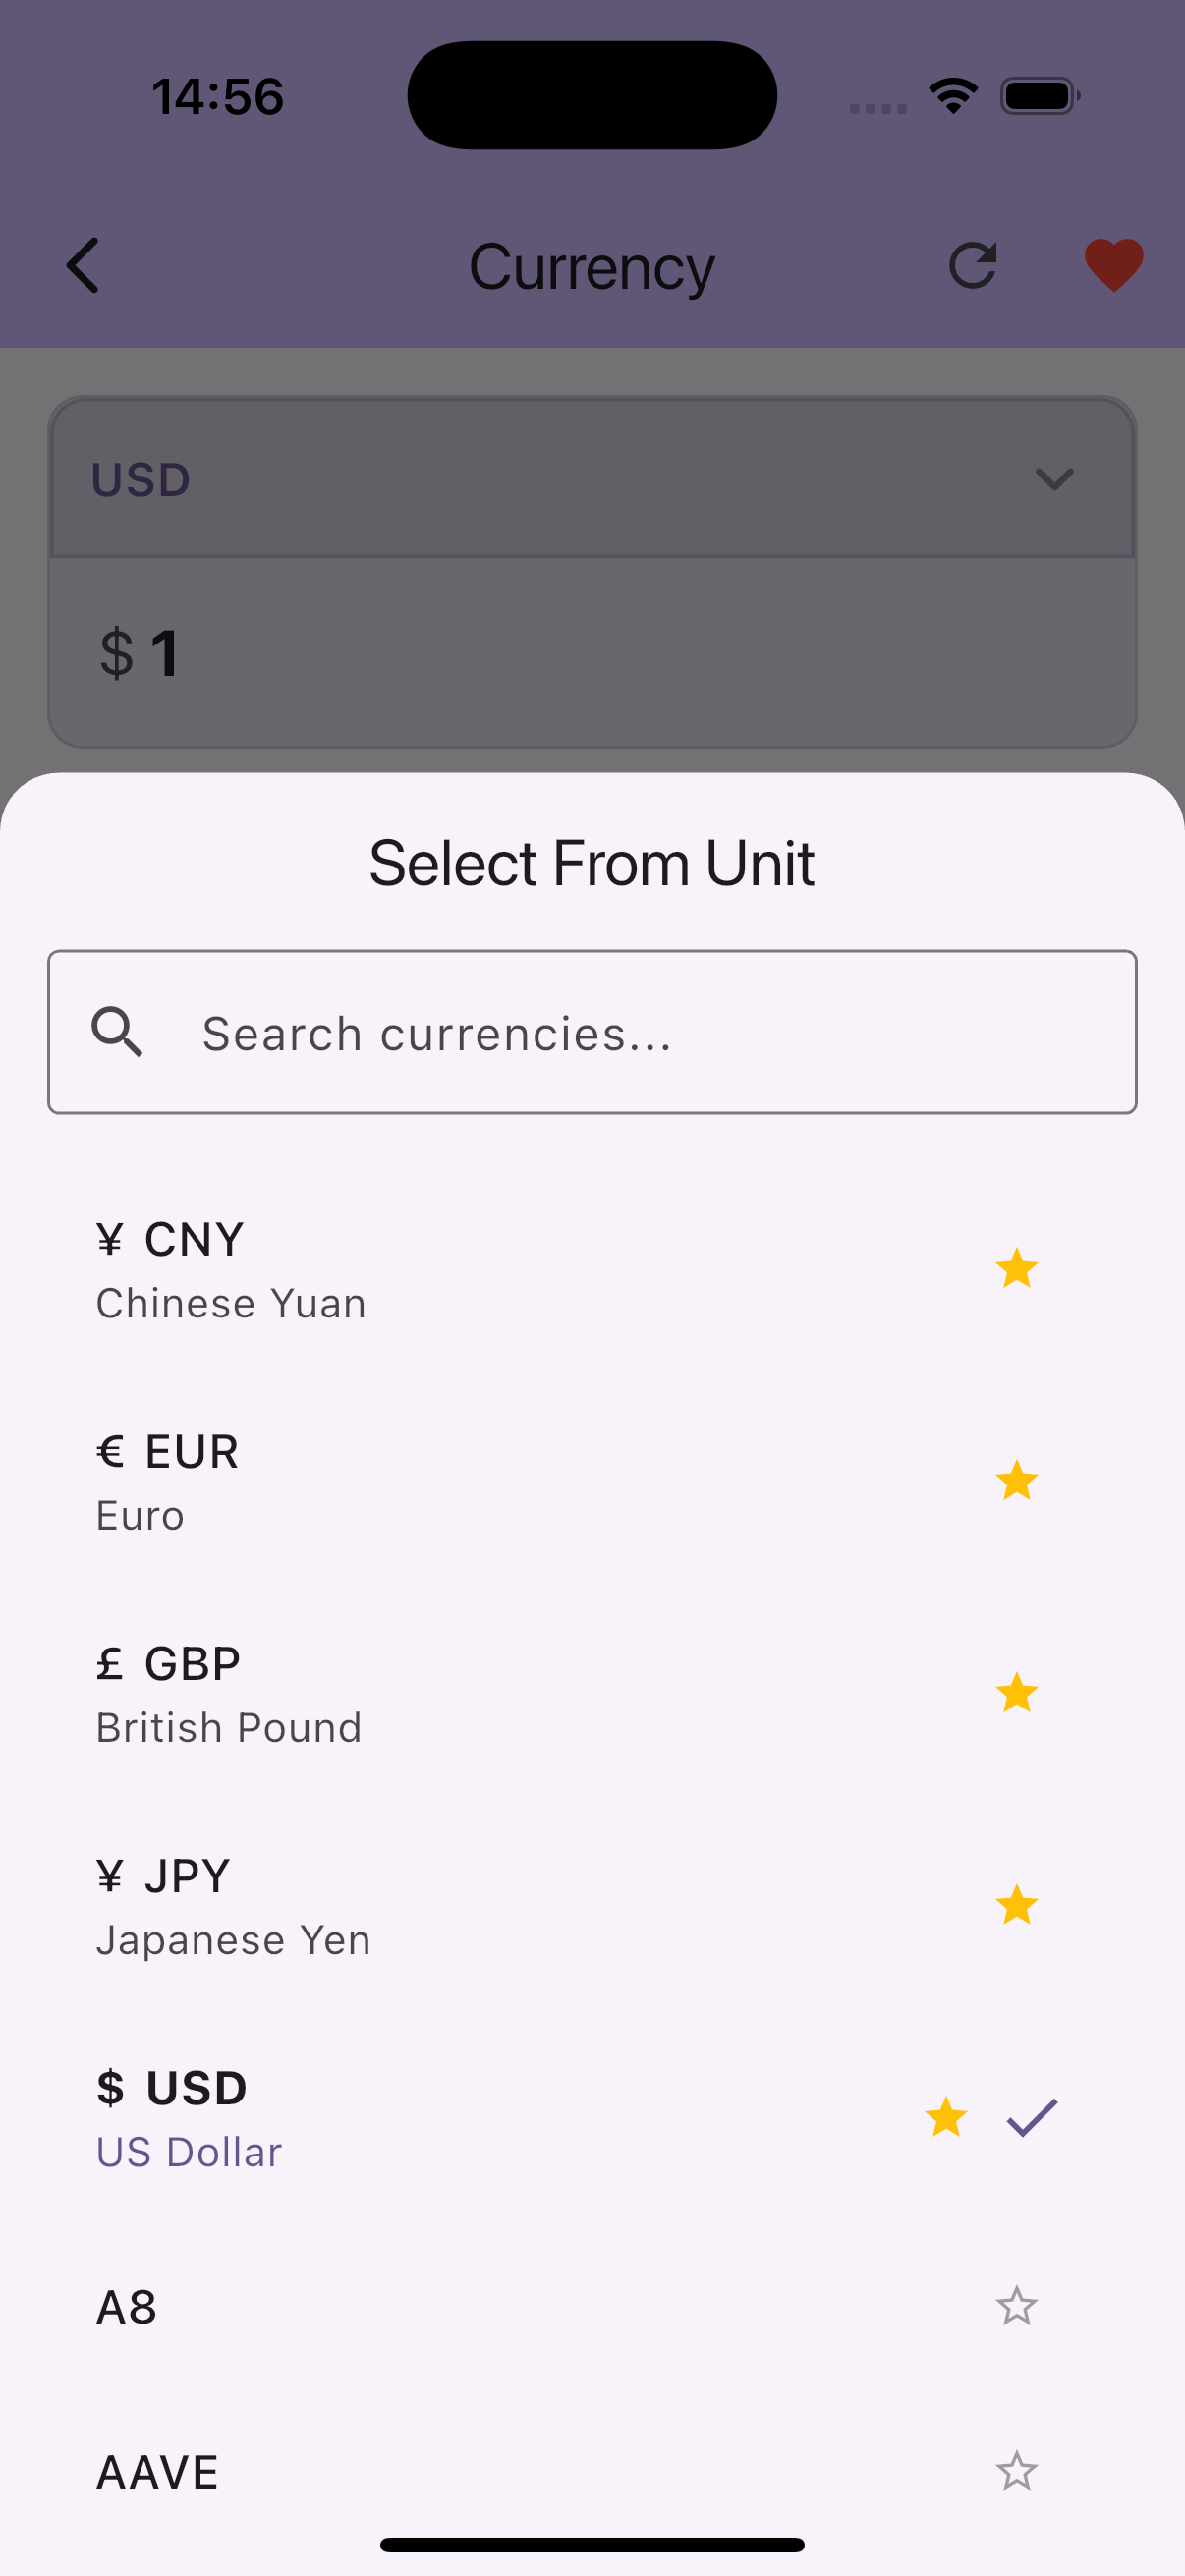 14:56
Currency
USD
$ 1
Select From Unit
Search currencies...
¥ CNY
Chinese Yuan
€ EUR
Euro
£ GBP
British Pound
¥ JPY
Japanese Yen
$ USD
US Dollar
A8
AAVE